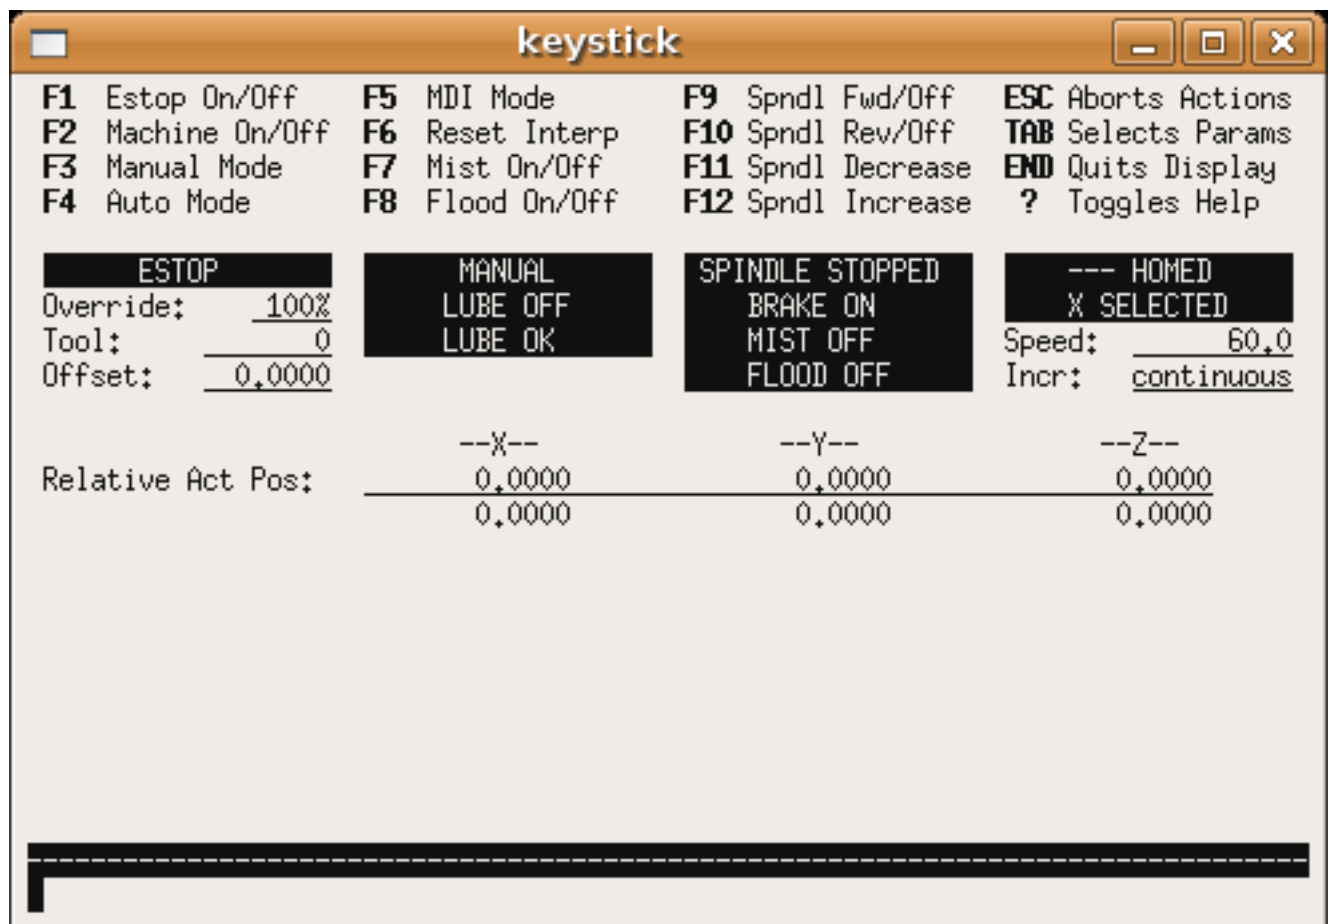 keystick
F1 Estop On/Off F5 MDI Mode F9 Spndl Fwd/Off ESC Aborts Actions
F2 Machine On/Off F6 Reset Interp F10 Spndl Rev/Off TAB Selects Params
F3 Manual Mode F7 Mist On/Off F11 Spndl Decrease END Quits Display
F4 Auto Mode F8 Flood On/Off F12 Spndl Increase ? Toggles Help
ESTOP MANUAL SPINDLE STOPPED --- HOMED
Override: 100% LUBE OFF BRAKE ON X SELECTED
Tool: 0 LUBE OK MIST OFF Speed: 60.0
Offset: 0.0000 FLOOD OFF Incr: continuous
--X-- --Y-- --Z--
Relative Act Pos: 0.0000 0.0000 0.0000
0.0000 0.0000 0.0000
--------------------------------------------------------------------------------